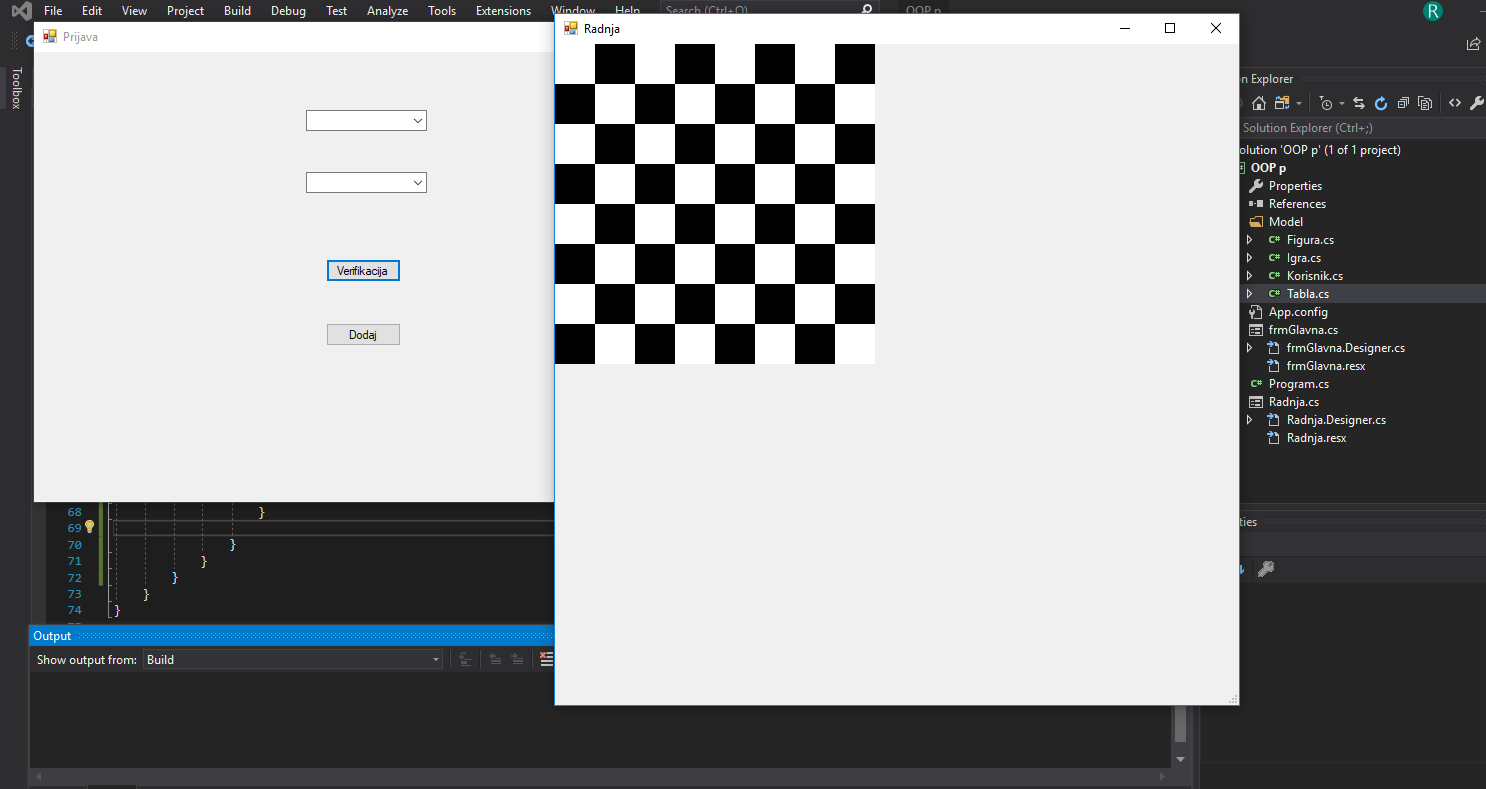 File Edit View Project Build Debug Test Analyze Tools Extensions Window Help Search (Ctrl+Q) OOP p R
Prijava
Toolbox
Verifikacija
Dodaj
Radnja
68 }
69
70 }
71 }
72 }
73 }
74 }
Output
Show output from: Build
on Explorer
Solution Explorer (Ctrl+;)
olution 'OOP p' (1 of 1 project)
OOP p
Properties
References
Model
C# Figura.cs
C# Igra.cs
C# Korisnik.cs
C# Tabla.cs
App.config
frmGlavna.cs
frmGlavna.Designer.cs
frmGlavna.resx
C# Program.cs
Radnja.cs
Radnja.Designer.cs
Radnja.resx
ties